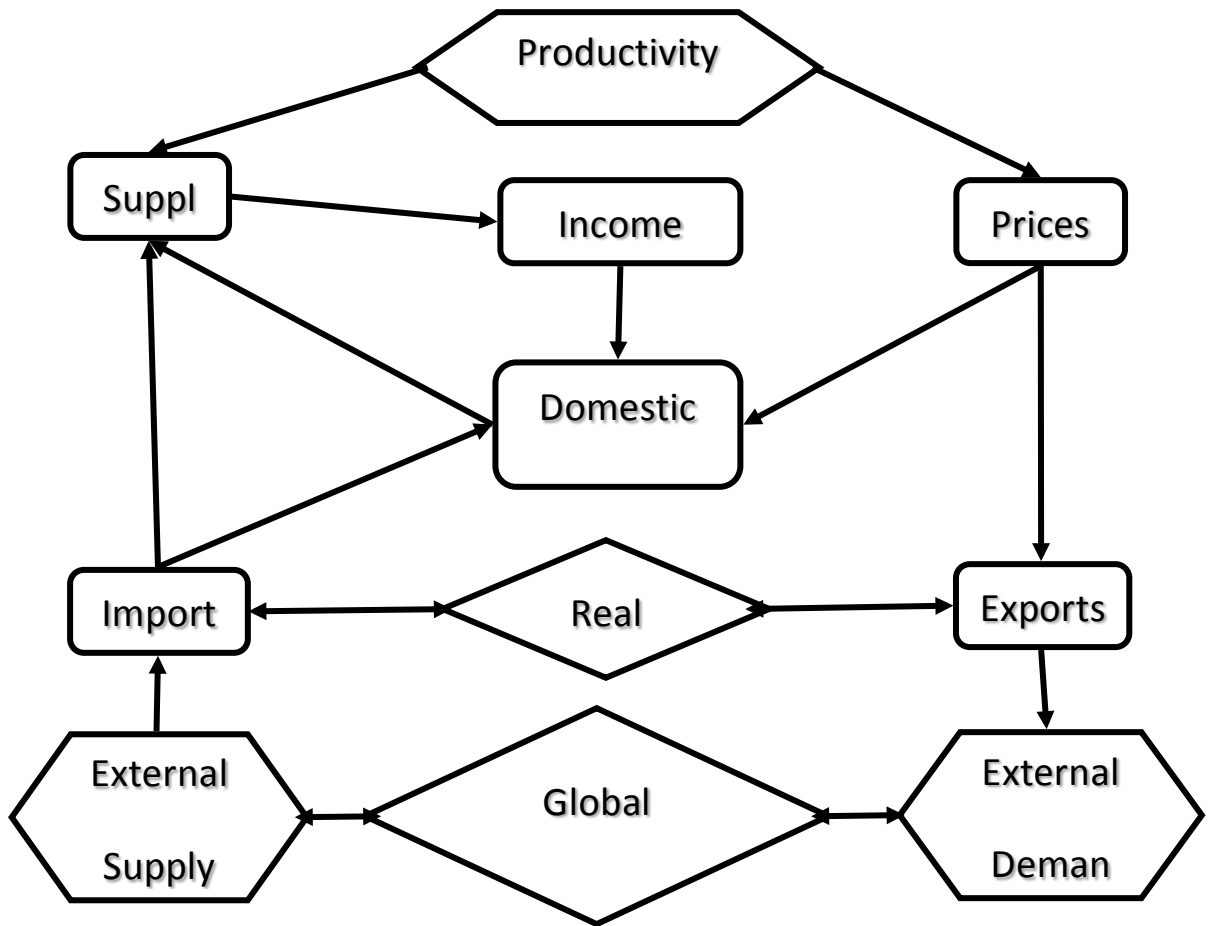 Productivity
Suppl
Income
Prices
Domestic
Import
Real
Exports
External
Supply
Global
External
Deman